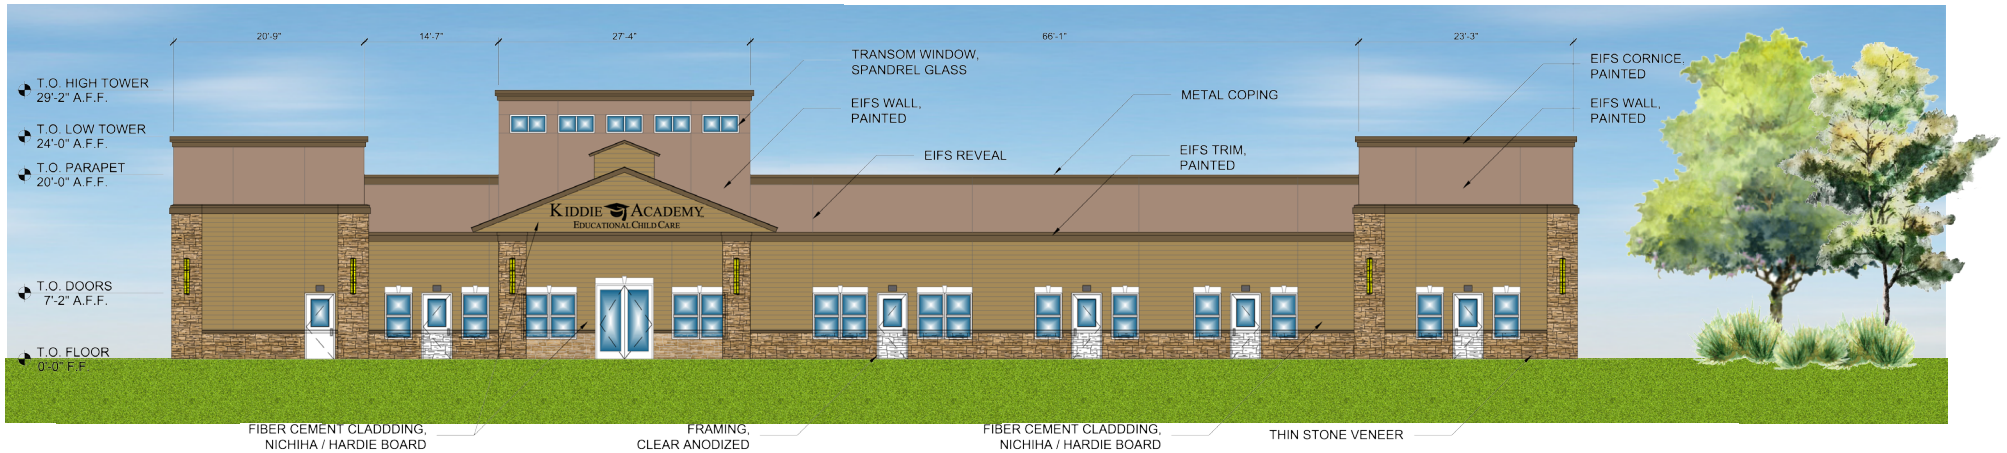 20'-9"
14'-7"
27'-4"
66'-1"
23'-3"
T.O. HIGH TOWER
29'-2" A.F.F.
T.O. LOW TOWER
24'-0" A.F.F.
T.O. PARAPET
20'-0" A.F.F.
T.O. DOORS
7'-2" A.F.F.
T.O. FLOOR
0'-0" F.F.
TRANSOM WINDOW,
SPANDREL GLASS
EIFS WALL,
PAINTED
EIFS REVEAL
METAL COPING
EIFS TRIM,
PAINTED
EIFS CORNICE,
PAINTED
EIFS WALL,
PAINTED
KIDDIE ACADEMY
EDUCATIONAL CHILD CARE
FIBER CEMENT CLADDDING,
NICHIHA / HARDIE BOARD
FRAMING,
CLEAR ANODIZED
FIBER CEMENT CLADDDING,
NICHIHA / HARDIE BOARD
THIN STONE VENEER